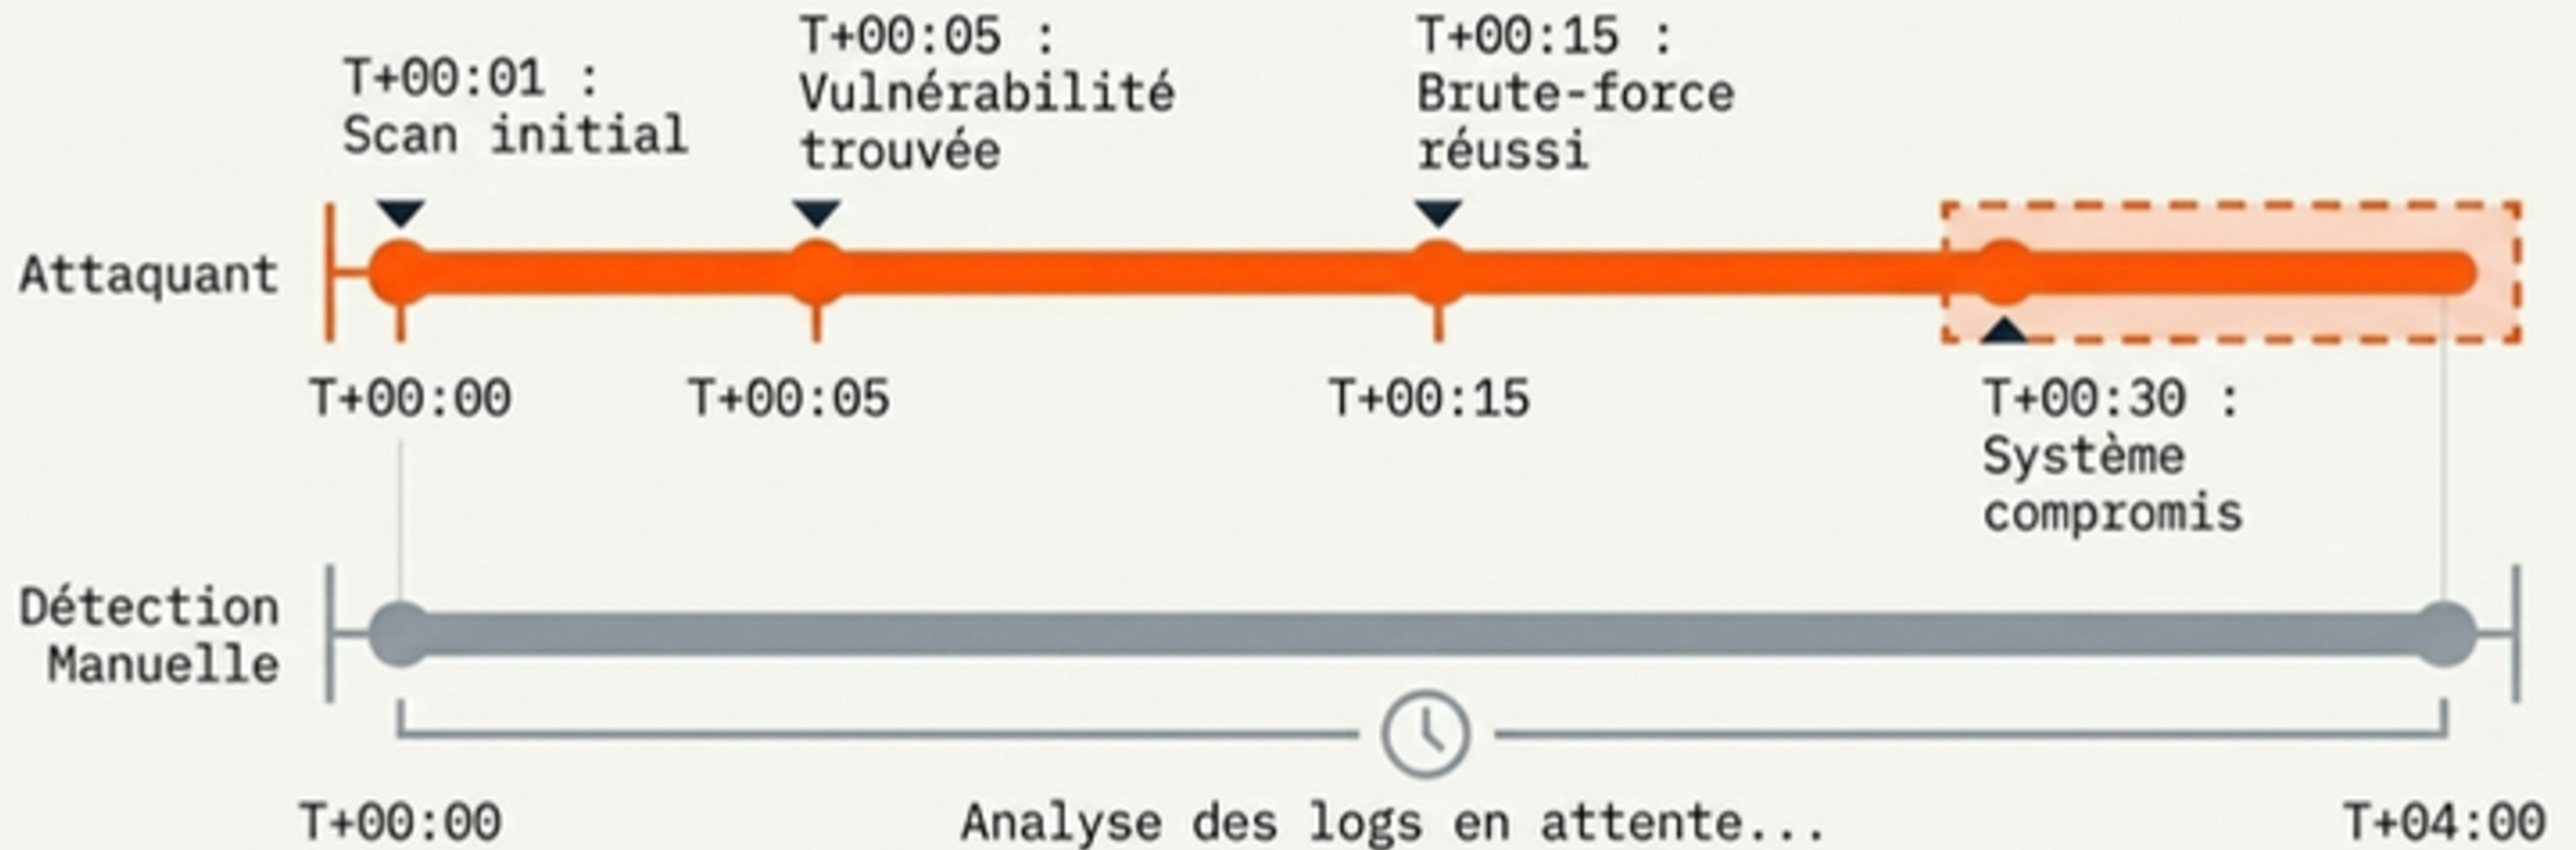 T+00:01 :
Scan initial
T+00:05 :
Vulnérabilité
trouvée
T+00:15 :
Brute-force
réussi
Attaquant
T+00:00
T+00:05
T+00:15
T+00:30 :
Système
compromis
Détection
Manuelle
T+00:00
Analyse des logs en attente...
T+04:00